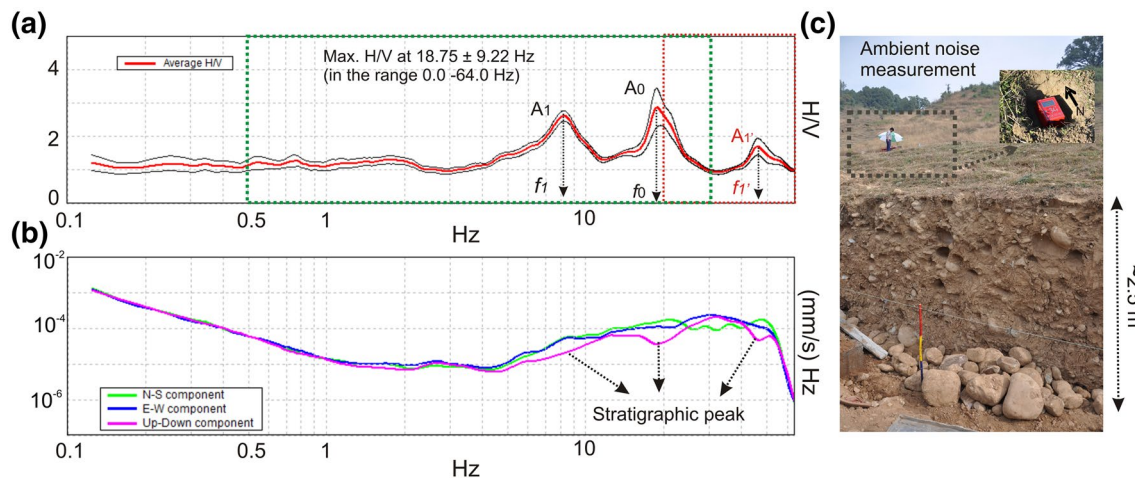 (a)
5
4
2
0
Average H/V
Max. H/V at 18.75 ± 9.22 Hz
(in the range 0.0 -64.0 Hz)
A1
A0
A1'
f1
f0
f1'
H/V
0.1
0.5
1
10
Hz
(b)
10-2
10-4
10-6
N-S component
E-W component
Up-Down component
Stratigraphic peak
(mm/s) Hz
0.1
0.5
1
10
Hz
(c)
Ambient noise
measurement
N